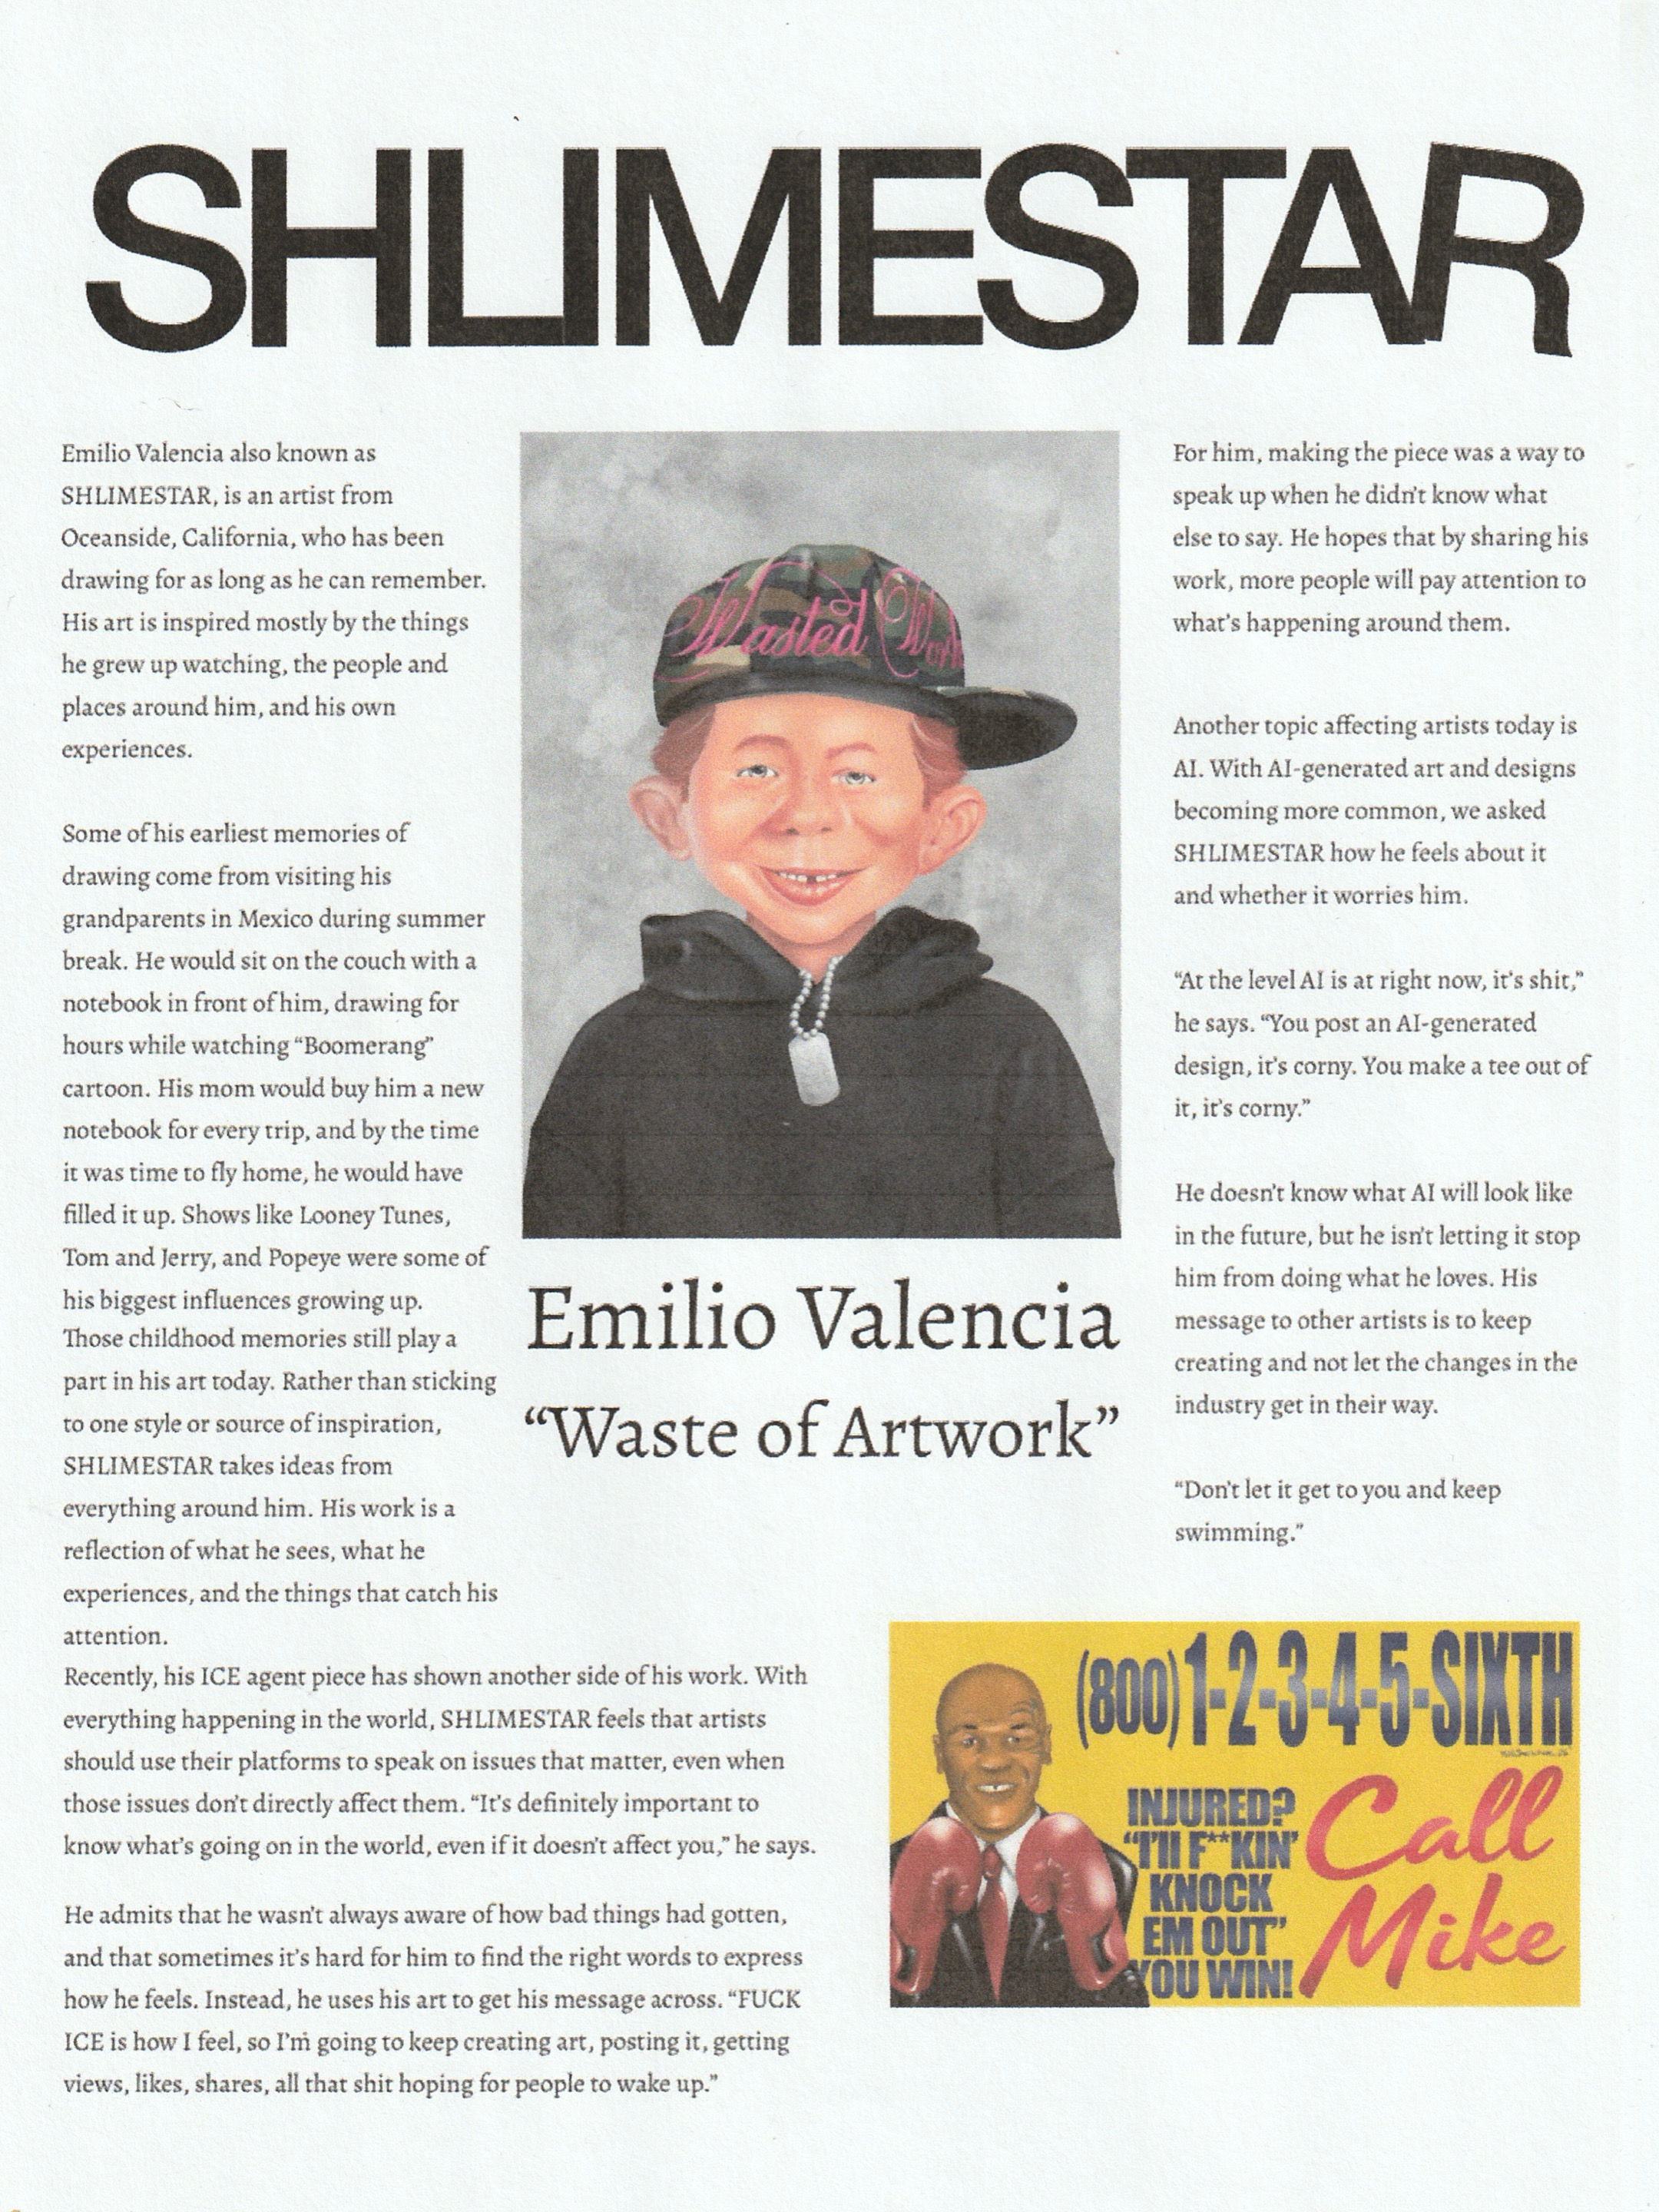 SHLIMESTAR
Emilio Valencia also known as
SHLIMESTAR, is an artist from
Oceanside, California, who has been
drawing for as long as he can remember.
His art is inspired mostly by the things
he grew up watching, the people and
places around him, and his own
experiences.
Some of his earliest memories of
drawing come from visiting his
grandparents in Mexico during summer
break. He would sit on the couch with a
notebook in front of him, drawing for
hours while watching “Boomerang”
cartoon. His mom would buy him a new
notebook for every trip, and by the time
it was time to fly home, he would have
filled it up. Shows like Looney Tunes,
Tom and Jerry, and Popeye were some of
his biggest influences growing up.
Those childhood memories still play a
part in his art today. Rather than sticking
to one style or source of inspiration,
SHLIMESTAR takes ideas from
everything around him. His work is a
reflection of what he sees, what he
experiences, and the things that catch his
attention.
Recently, his ICE agent piece has shown another side of his work. With
everything happening in the world, SHLIMESTAR feels that artists
should use their platforms to speak on issues that matter, even when
those issues don't directly affect them. “It's definitely important to
know what's going on in the world, even if it doesn't affect you,” he says.
He admits that he wasn't always aware of how bad things had gotten,
and that sometimes it's hard for him to find the right words to express
how he feels. Instead, he uses his art to get his message across. “FUCK
ICE is how I feel, so I'm going to keep creating art, posting it, getting
views, likes, shares, all that shit hoping for people to wake up.”
Wasted
Emilio Valencia
“Waste of Artwork”
For him, making the piece was a way to
speak up when he didn't know what
else to say. He hopes that by sharing his
work, more people will pay attention to
what's happening around them.
Another topic affecting artists today is
AI. With AI-generated art and designs
becoming more common, we asked
SHLIMESTAR how he feels about it
and whether it worries him.
“At the level AI is at right now, it's shit,”
he says. “You post an AI-generated
design, it's corny. You make a tee out of
it, it's corny.”
He doesn't know what AI will look like
in the future, but he isn't letting it stop
him from doing what he loves. His
message to other artists is to keep
creating and not let the changes in the
industry get in their way.
“Don't let it get to you and keep
swimming.”
(800) 1-2-3-4-5-SIXTH
INJURED?
“I'll F**KIN'
KNOCK
EM OUT”
YOU WIN!
Call
Mike